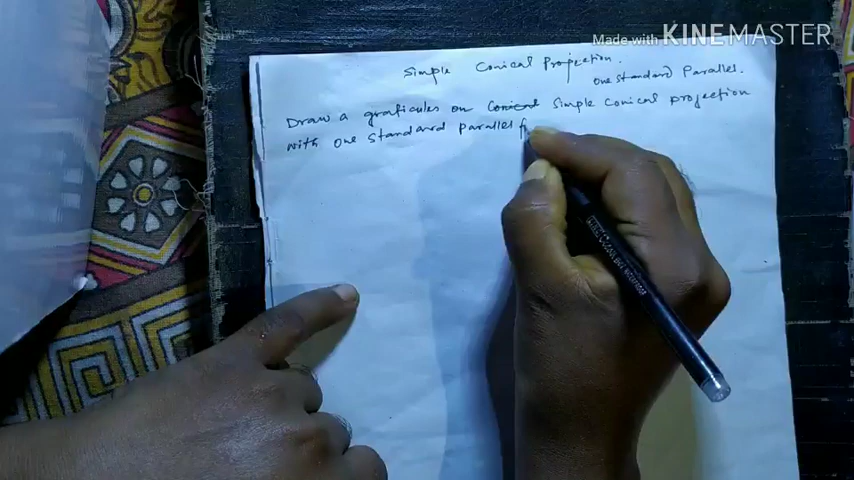 Made with KINEMASTER
Simple Conical Projection.
one standard Parallel.
Draw a graticules on Conical Simple Conical projection
with one Standard Parallel f